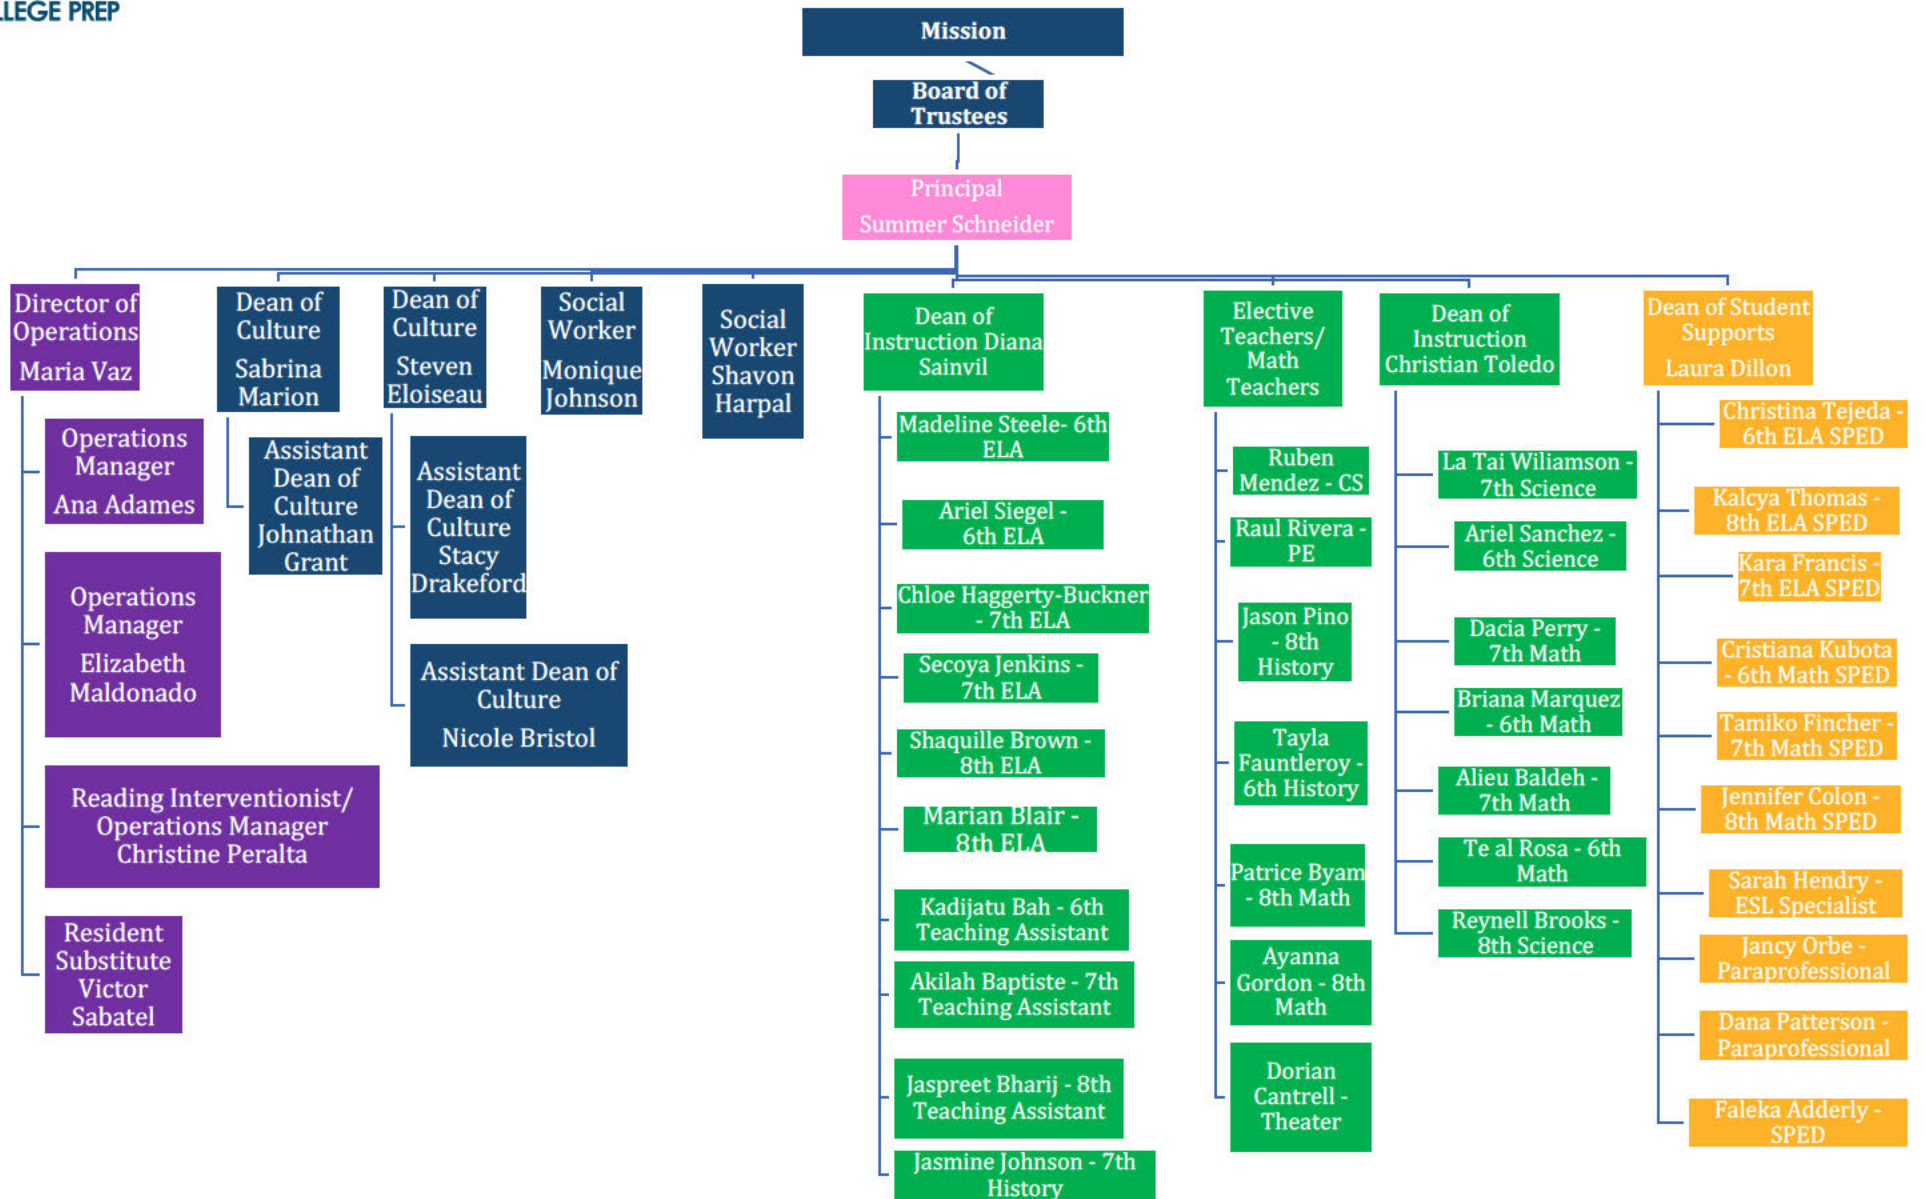 LLEGE PREP
Mission
Board of
Trustees
Principal
Summer Schneider
Director of
Operations
Maria Vaz
Operations
Manager
Ana Adames
Operations
Manager
Elizabeth
Maldonado
Reading Interventionist/
Operations Manager
Christine Peralta
Resident
Substitute
Victor
Sabatel
Dean of
Culture
Sabrina
Marion
Assistant
Dean of
Culture
Johnathan
Grant
Dean of
Culture
Steven
Eloiseau
Assistant
Dean of
Culture
Stacy
Drakeford
Assistant Dean of
Culture
Nicole Bristol
Social
Worker
Monique
Johnson
Social
Worker
Shavon
Harpal
Dean of
Instruction Diana
Sainvil
Madeline Steele- 6th
ELA
Ariel Siegel -
6th ELA
Chloe Haggerty-Buckner
- 7th ELA
Secoya Jenkins -
7th ELA
Shaquille Brown -
8th ELA
Marian Blair -
8th ELA
Kadijatu Bah - 6th
Teaching Assistant
Akilah Baptiste - 7th
Teaching Assistant
Jaspreet Bharij - 8th
Teaching Assistant
Jasmine Johnson - 7th
History
Elective
Teachers/
Math
Teachers
Ruben
Mendez - CS
Raul Rivera -
PE
Jason Pino
- 8th
History
Tayla
Fauntleroy -
6th History
Patrice Byam
- 8th Math
Ayanna
Gordon - 8th
Math
Dorian
Cantrell -
Theater
Dean of
Instruction
Christian Toledo
La Tai Wiliamson -
7th Science
Ariel Sanchez -
6th Science
Dacia Perry -
7th Math
Briana Marquez
- 6th Math
Alieu Baldeh -
7th Math
Te al Rosa - 6th
Math
Reynell Brooks -
8th Science
Dean of Student
Supports
Laura Dillon
Christina Tejeda -
6th ELA SPED
Kalcya Thomas -
8th ELA SPED
Kara Francis -
7th ELA SPED
Cristiana Kubota
- 6th Math SPED
Tamiko Fincher -
7th Math SPED
Jennifer Colon -
8th Math SPED
Sarah Hendry -
ESL Specialist
Jancy Orbe -
Paraprofessional
Dana Patterson -
Paraprofessional
Faleka Adderly -
SPED